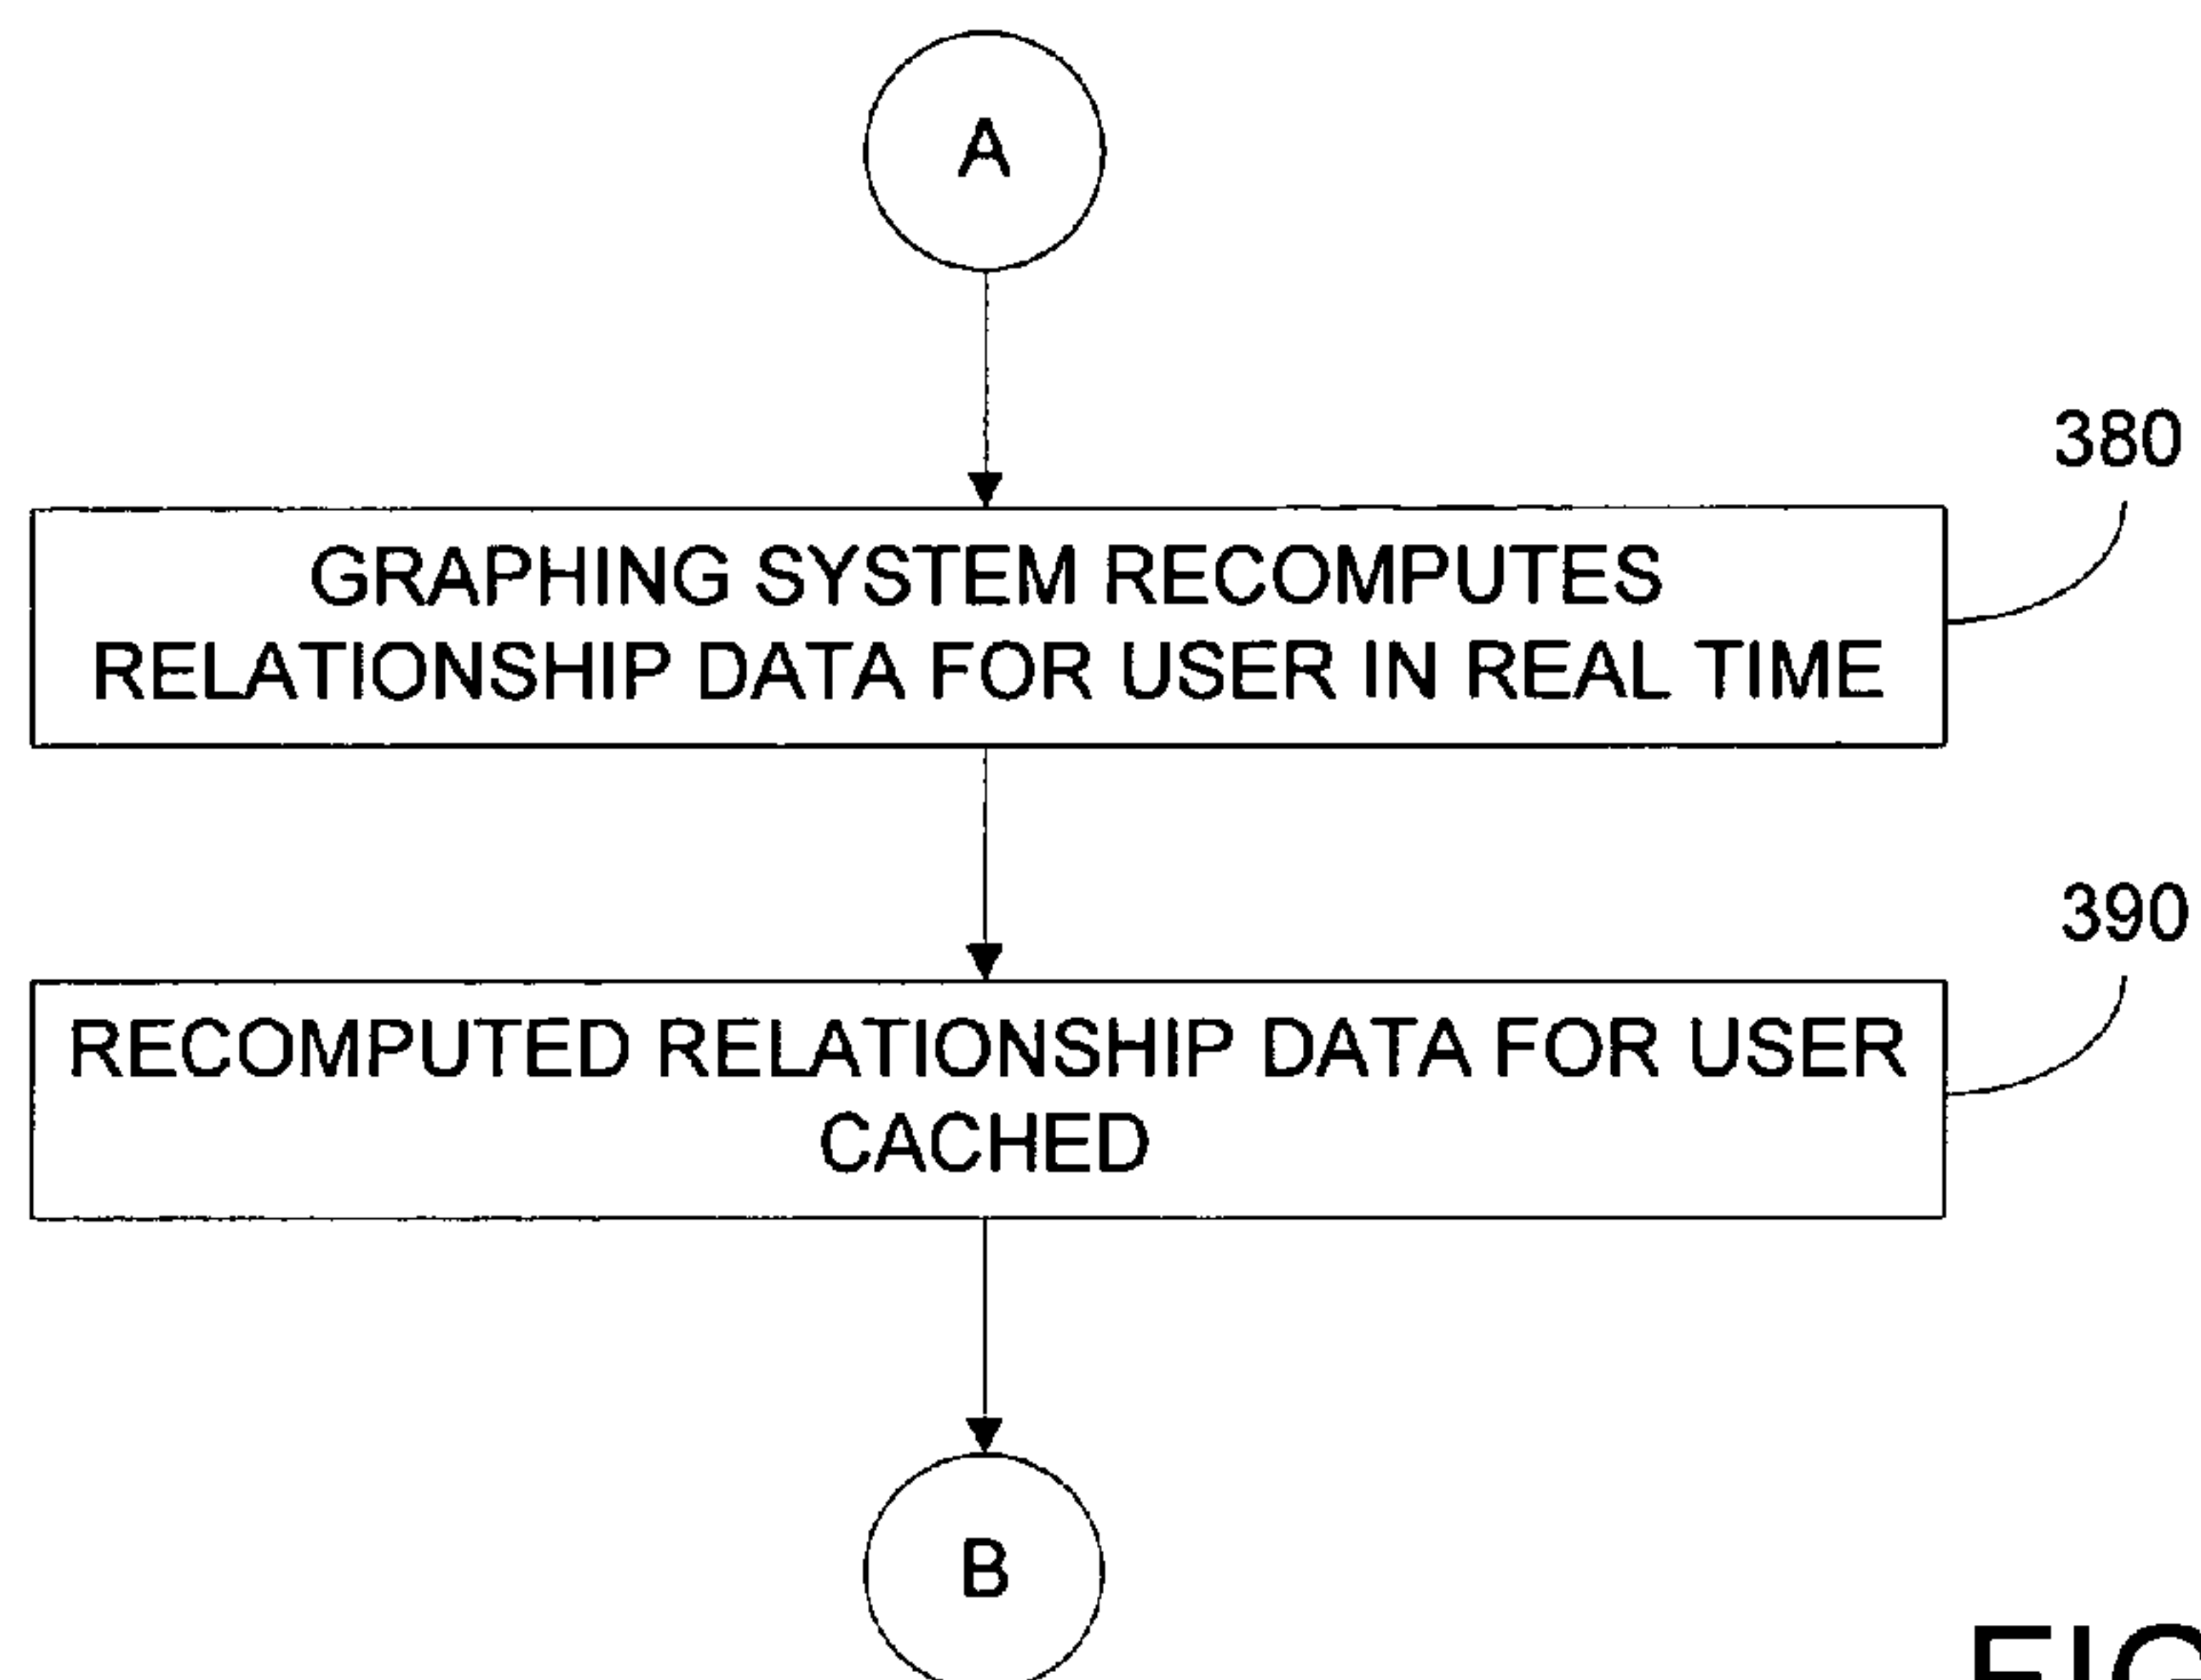 A
380
GRAPHING SYSTEM RECOMPUTES
RELATIONSHIP DATA FOR USER IN REAL TIME
390
RECOMPUTED RELATIONSHIP DATA FOR USER
CACHED
B